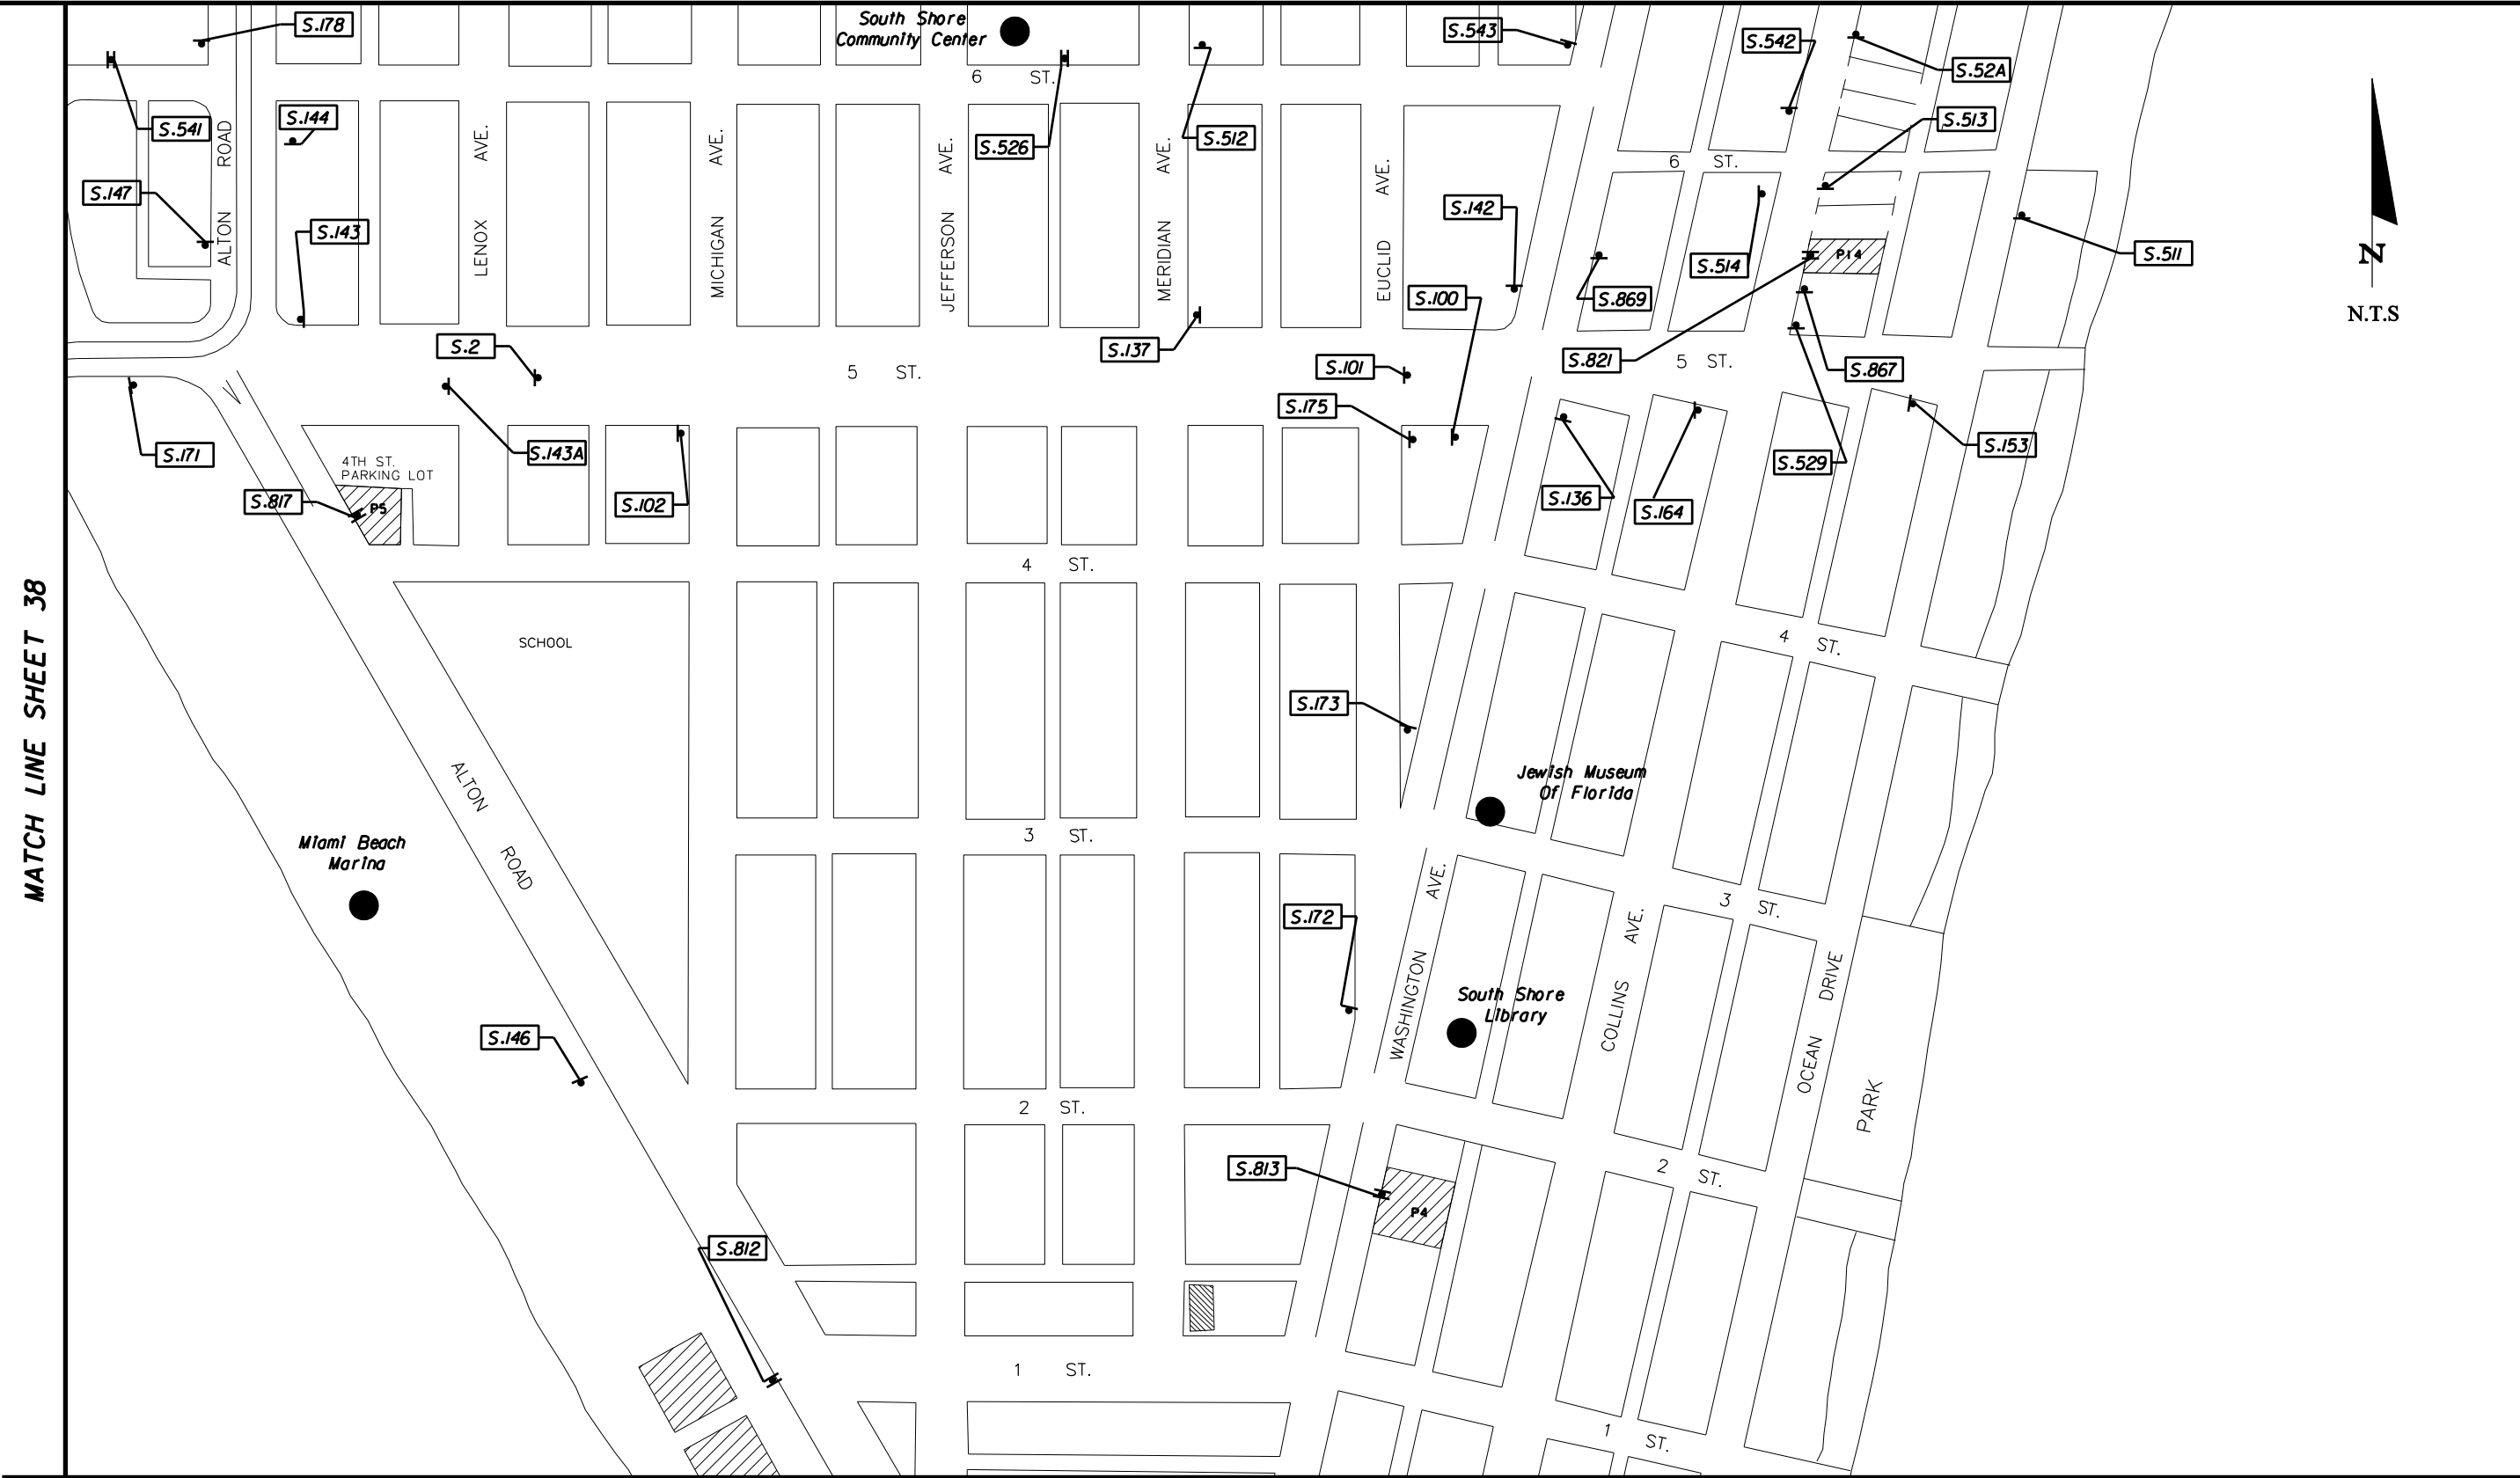 South Shore
Community Center
S.178
S.543
S.542
S.52A
6 ST.
S.541
S.144
S.526
S.512
S.513
ALTON ROAD
LENOX AVE.
MICHIGAN AVE.
JEFFERSON AVE.
MERIDIAN AVE.
EUCLID AVE.
6 ST.
S.147
S.143
S.142
S.514
P14
S.511
N
N.T.S
S.100
S.869
S.2
S.137
S.101
S.821
5 ST.
S.867
5 ST.
S.175
S.171
S.143A
S.529
S.153
4TH ST.
PARKING LOT
S.817
P5
S.102
S.136
S.164
4 ST.
4 ST.
MATCH LINE SHEET 38
SCHOOL
S.173
Jewish Museum
Of Florida
ALTON ROAD
3 ST.
Miami Beach
Marina
3 ST.
S.172
WASHINGTON AVE.
COLLINS AVE.
OCEAN DRIVE
South Shore
Library
S.146
PARK
2 ST.
2 ST.
S.813
P4
S.812
1 ST.
1 ST.